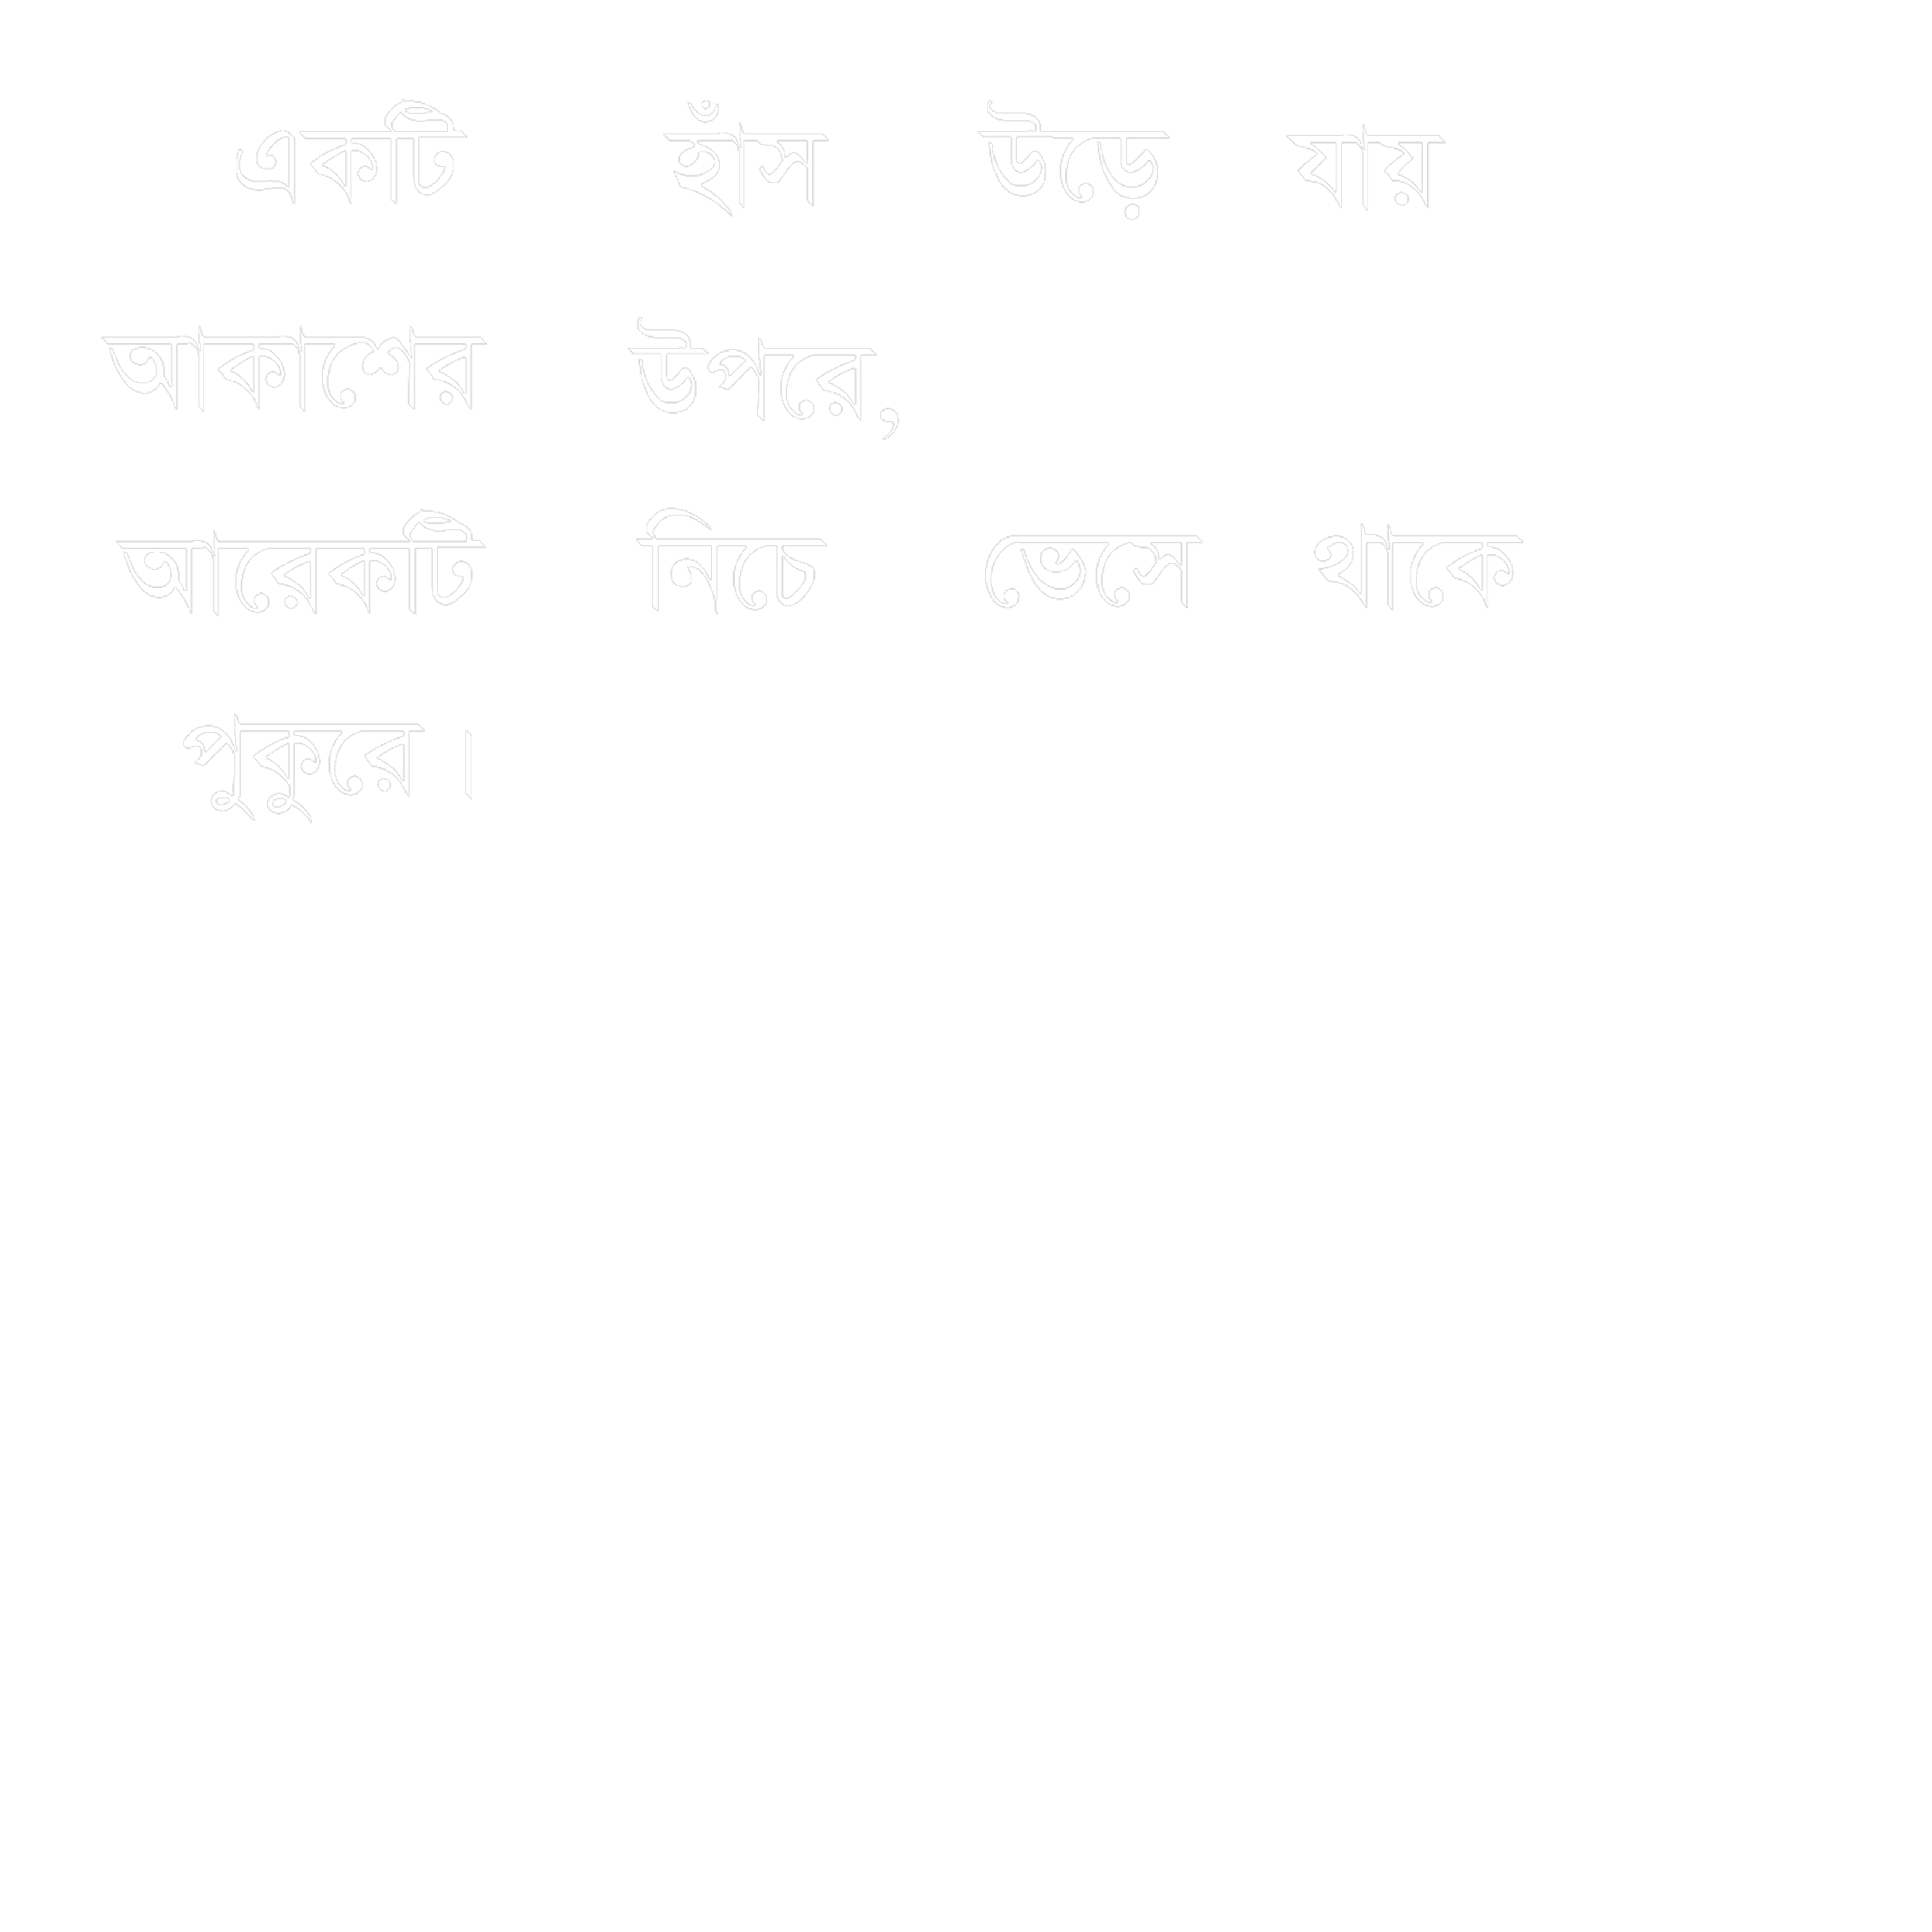 একটি হাঁস উড়ে যায়
আকাশের উপরে,
আরেকটি নিচে ভেসে থাকে
পুকুরে।